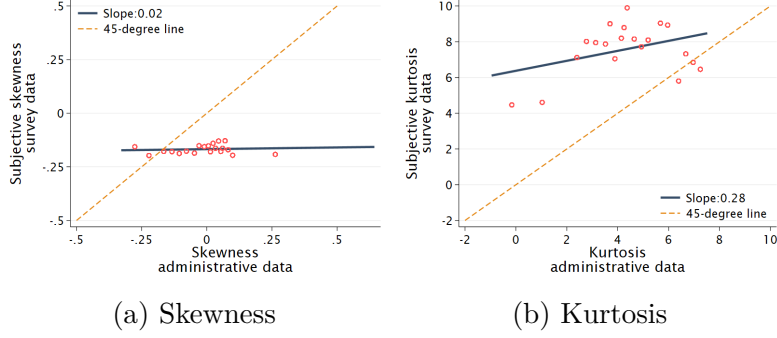 Subjective skewness
survey data
.5
.25
0
-.25
-.5
Slope:0.02
45-degree line
-.5
-.25
0
.25
.5
Skewness
administrative data
(a) Skewness
Subjective kurtosis
survey data
10
8
6
4
2
0
-2
Slope:0.28
45-degree line
-2
0
2
4
6
8
10
Kurtosis
administrative data
(b) Kurtosis